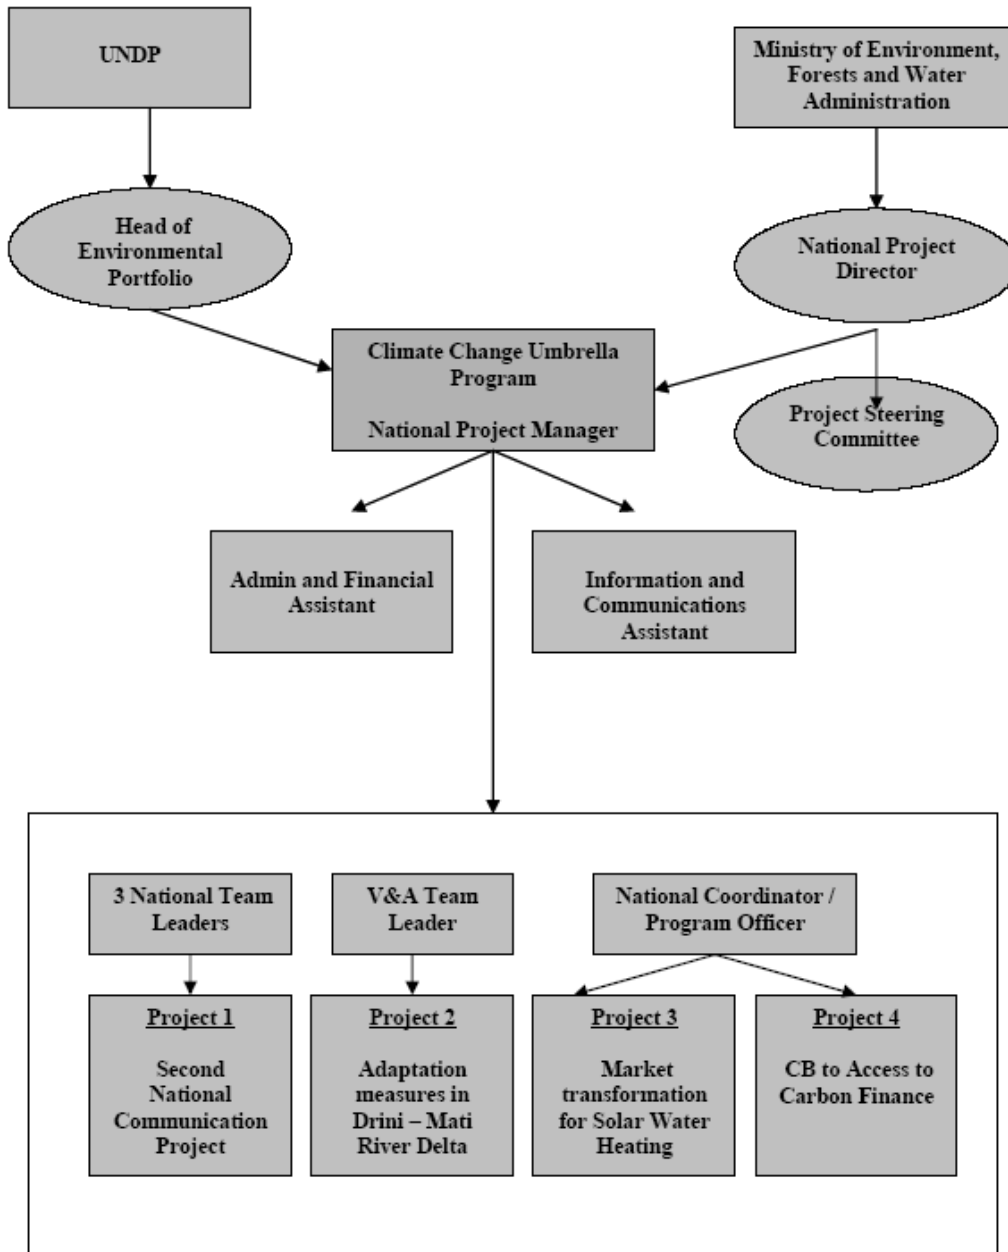 UNDP
Ministry of Environment,
Forests and Water
Administration
Head of
Environmental
Portfolio
National Project
Director
Climate Change Umbrella
Program
National Project Manager
Project Steering
Committee
Admin and Financial
Assistant
Information and
Communications
Assistant
3 National Team
Leaders
V&A Team
Leader
National Coordinator /
Program Officer
Project 1
Second
National
Communication
Project
Project 2
Adaptation
measures in
Drini – Mati
River Delta
Project 3
Market
transformation
for Solar Water
Heating
Project 4
CB to Access to
Carbon Finance